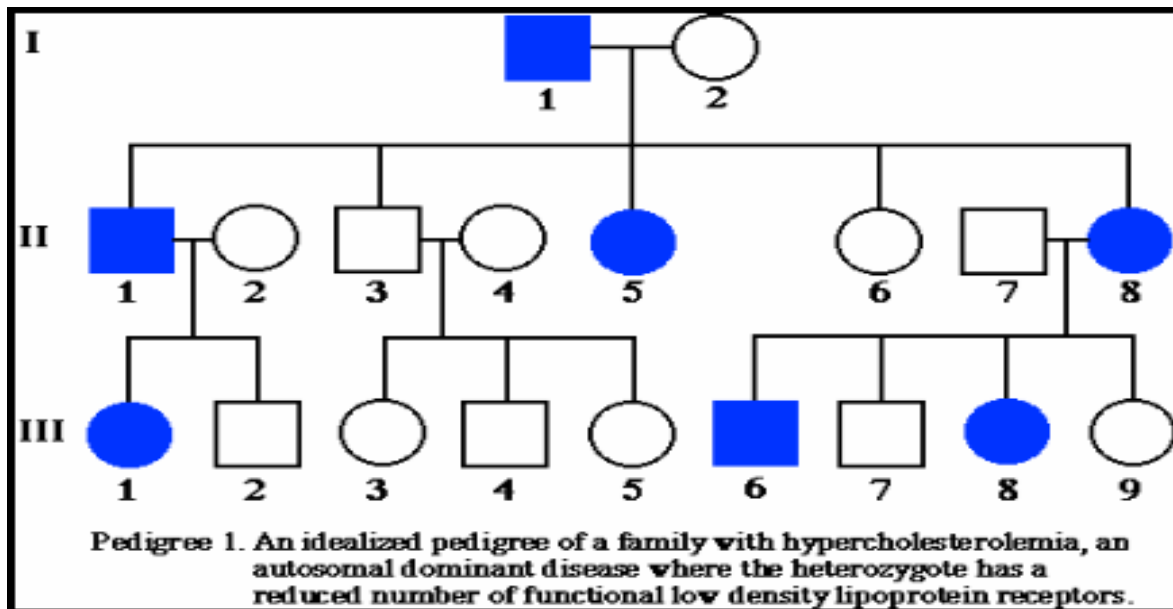 I
1 2
II
1 2 3 4 5 6 7 8
III
1 2 3 4 5 6 7 8 9
Pedigree 1. An idealized pedigree of a family with hypercholesterolemia, an
autosomal dominant disease where the heterozygote has a
reduced number of functional low density lipoprotein receptors.